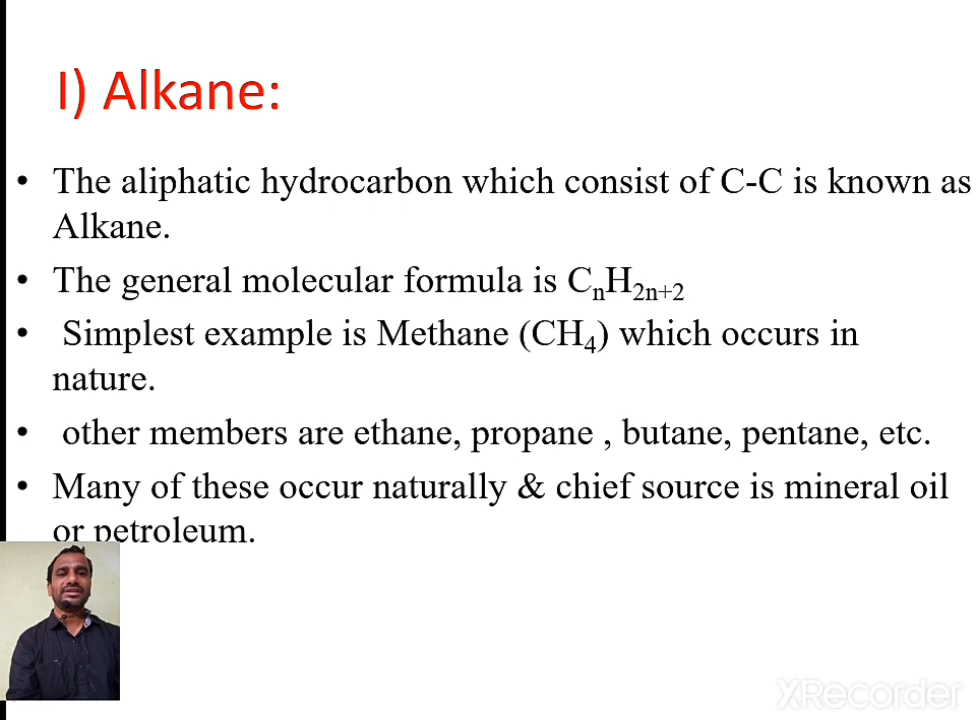 I) Alkane:
• The aliphatic hydrocarbon which consist of C-C is known as
Alkane.
• The general molecular formula is CₙH₂ₙ₊₂
• Simplest example is Methane (CH₄) which occurs in
nature.
• other members are ethane, propane , butane, pentane, etc.
• Many of these occur naturally & chief source is mineral oil
or petroleum.
XRecorder